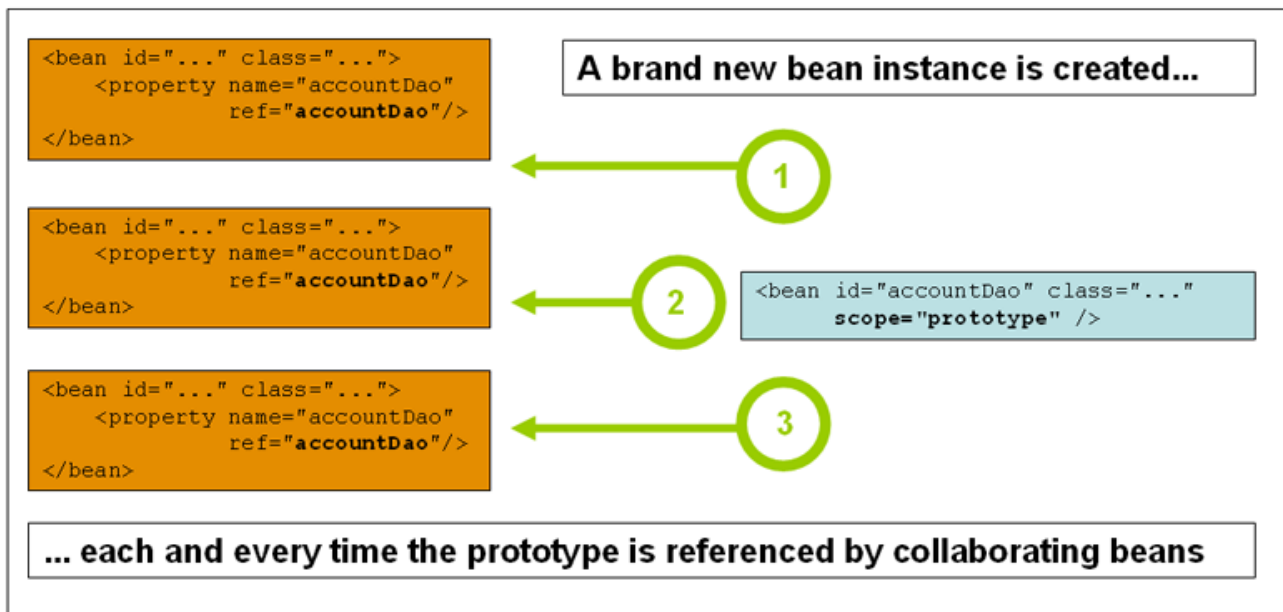 <bean id="..." class="...">
    <property name="accountDao"
              ref="accountDao"/>
</bean>
A brand new bean instance is created...
1
<bean id="..." class="...">
    <property name="accountDao"
              ref="accountDao"/>
</bean>
2
<bean id="accountDao" class="..."
      scope="prototype" />
<bean id="..." class="...">
    <property name="accountDao"
              ref="accountDao"/>
</bean>
3
... each and every time the prototype is referenced by collaborating beans